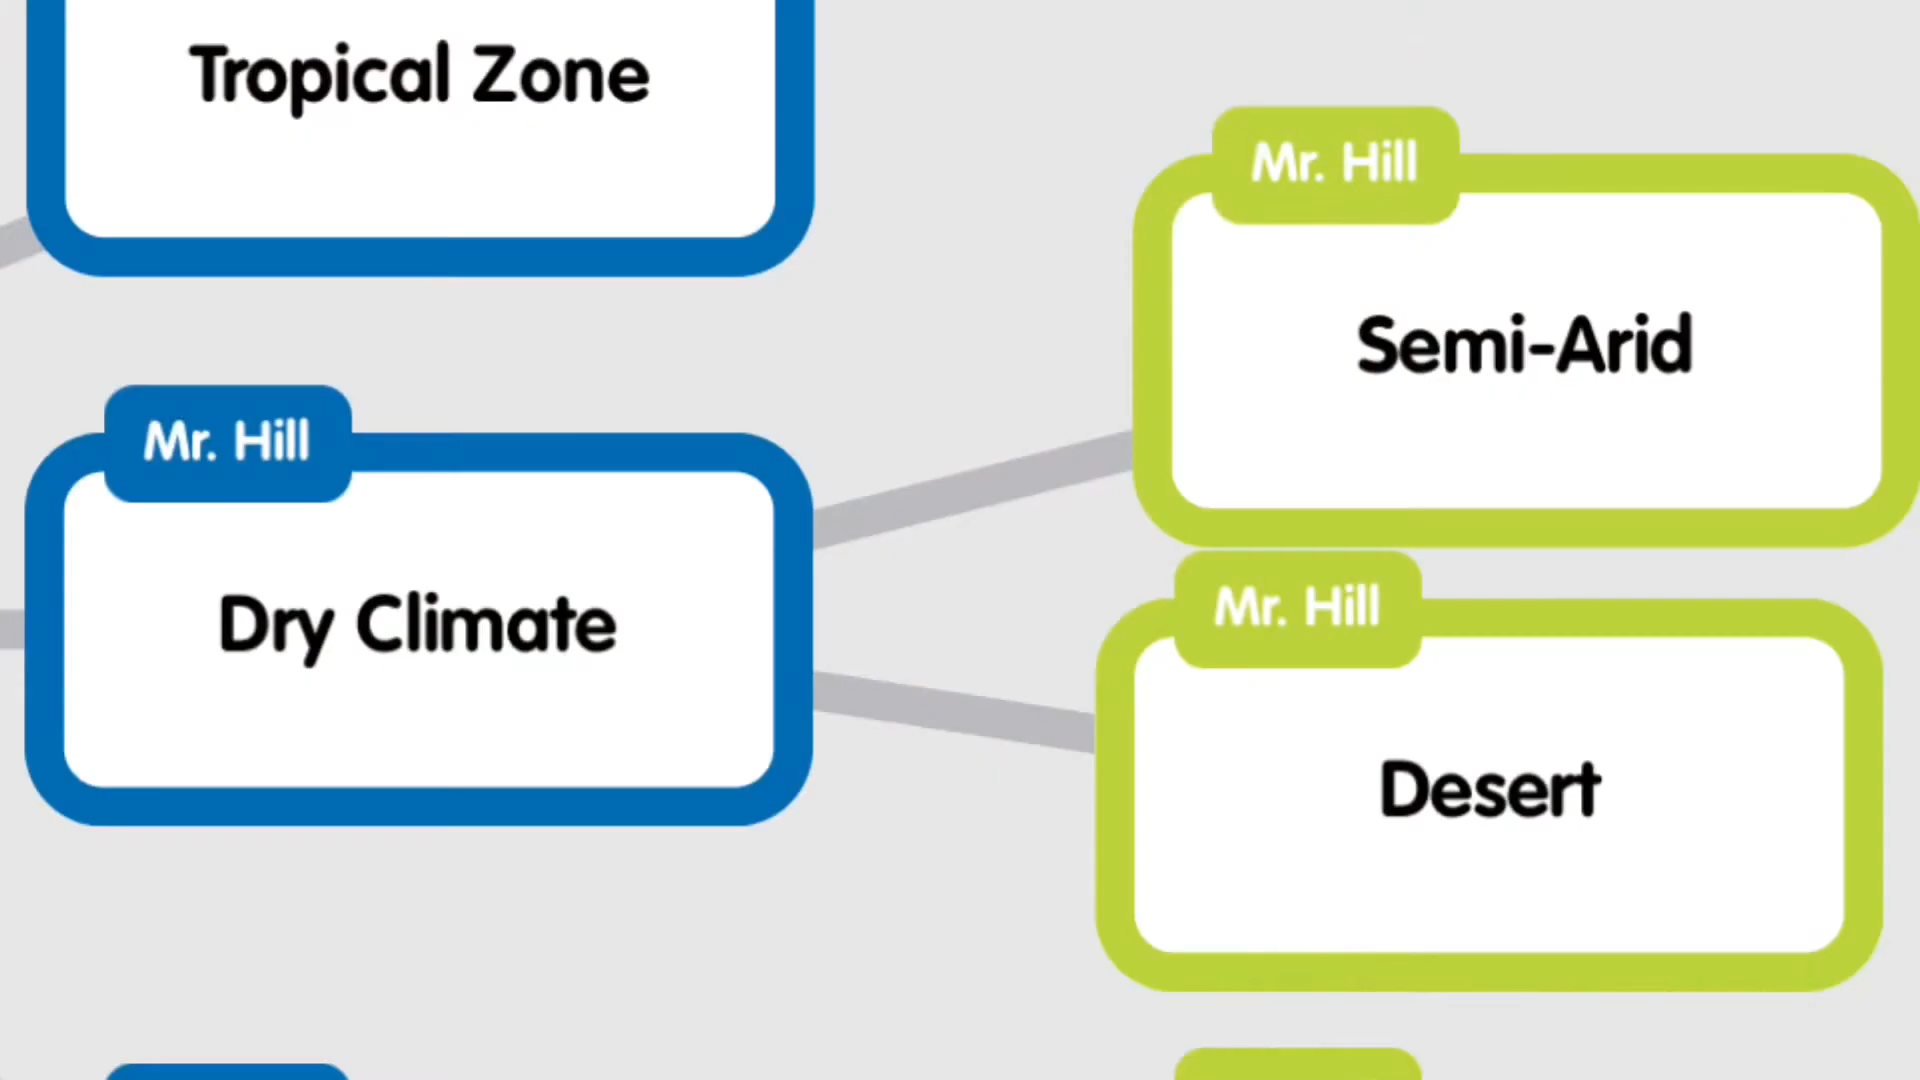 Tropical Zone
Mr. Hill
Semi-Arid
Mr. Hill
Dry Climate
Mr. Hill
Desert